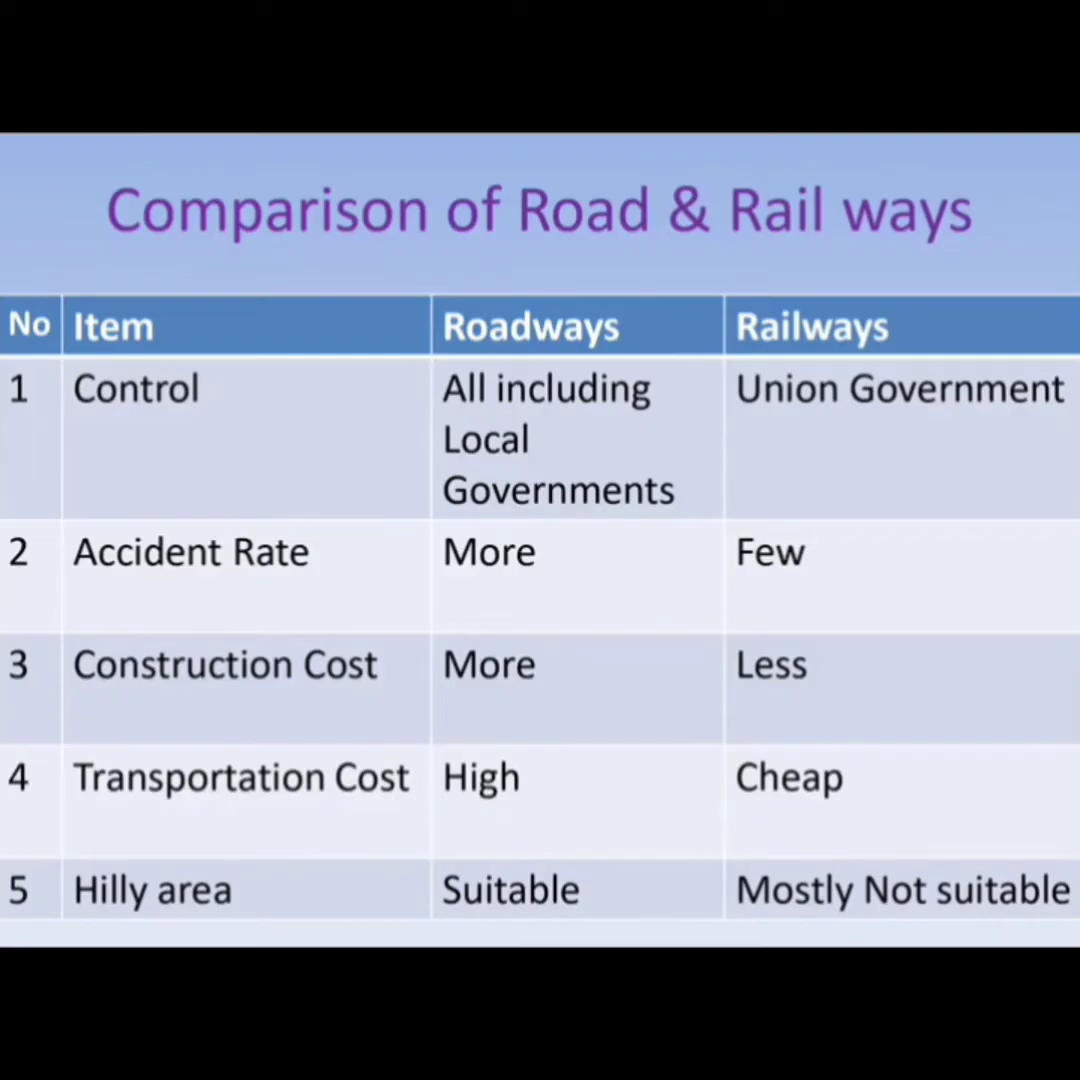 Comparison of Road & Rail ways
No Item Roadways Railways
1 Control All including Union Government
Local
Governments
2 Accident Rate More Few
3 Construction Cost More Less
4 Transportation Cost High Cheap
5 Hilly area Suitable Mostly Not suitable